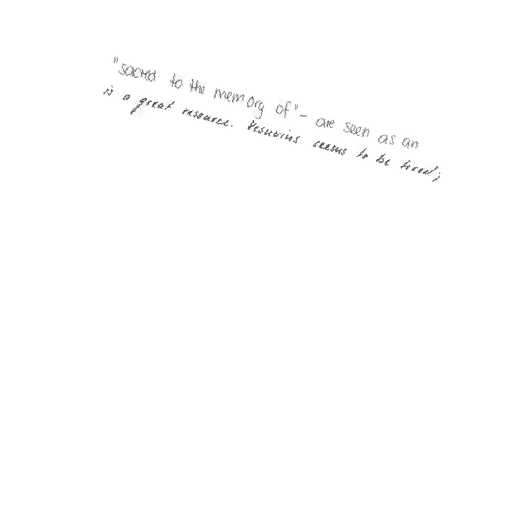 "sacred to the memory of" - are seen as an
is a great resource. Vesuvius seems to be tired;